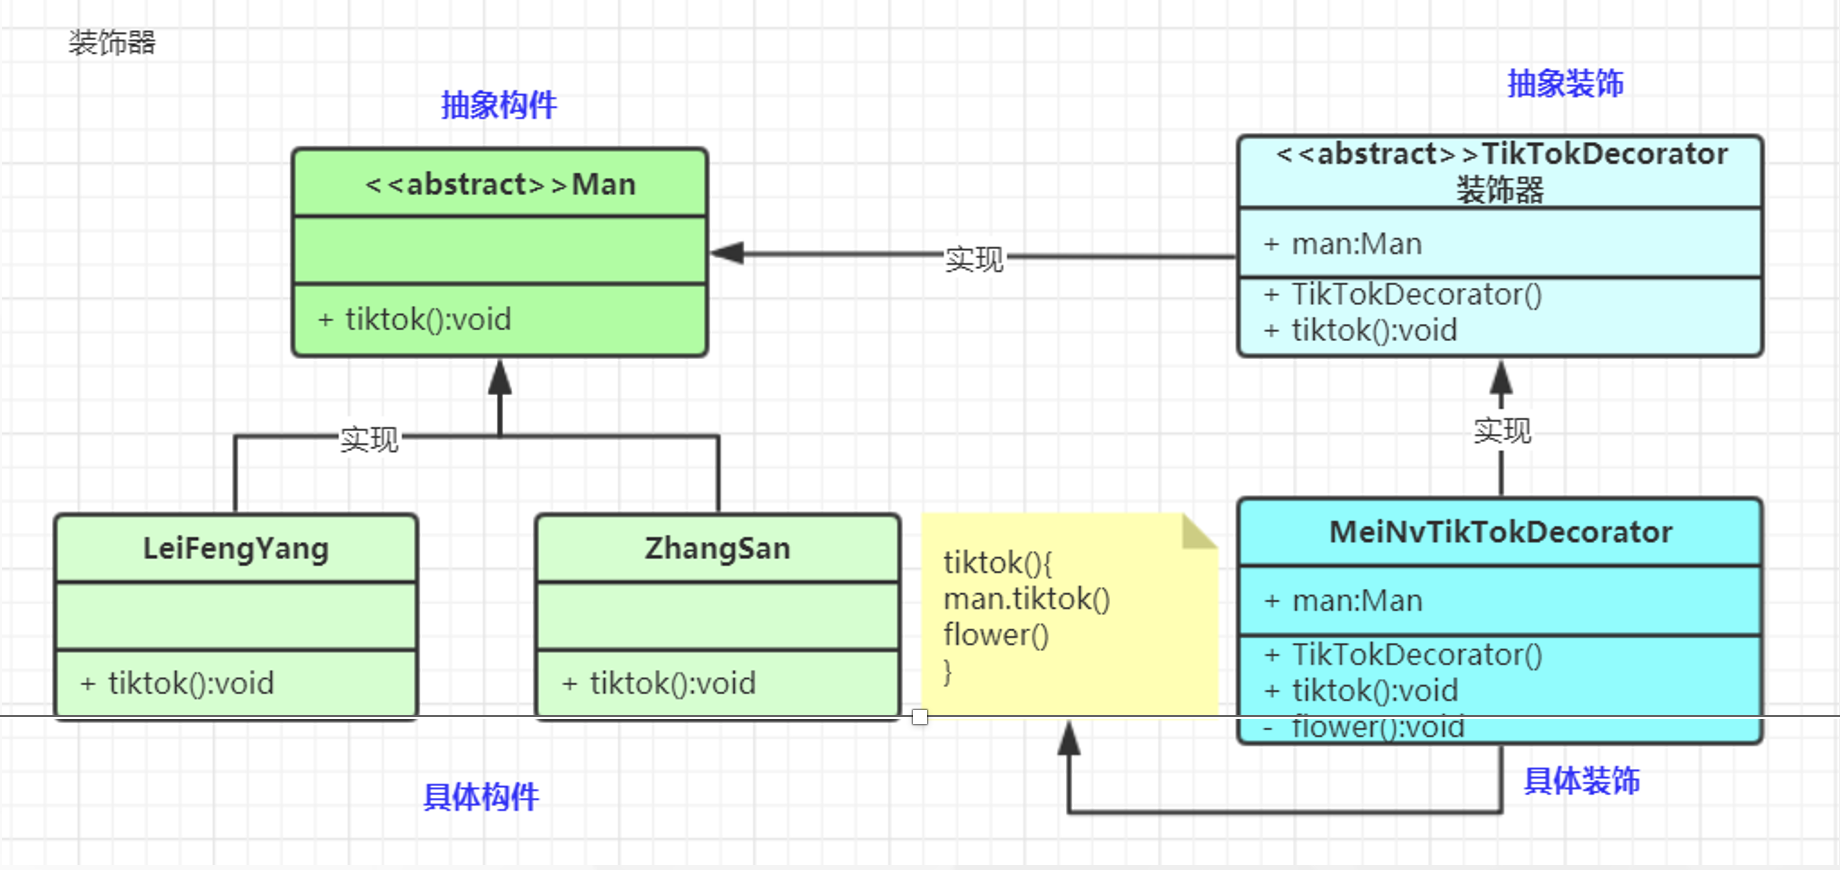 装饰器
抽象构件
抽象装饰
<<abstract>>Man
+ tiktok():void
<<abstract>>TikTokDecorator
装饰器
+ man:Man
+ TikTokDecorator()
+ tiktok():void
实现
实现
实现
LeiFengYang
+ tiktok():void
ZhangSan
+ tiktok():void
tiktok(){
man.tiktok()
flower()
}
MeiNvTikTokDecorator
+ man:Man
+ TikTokDecorator()
+ tiktok():void
- flower():void
具体构件
具体装饰